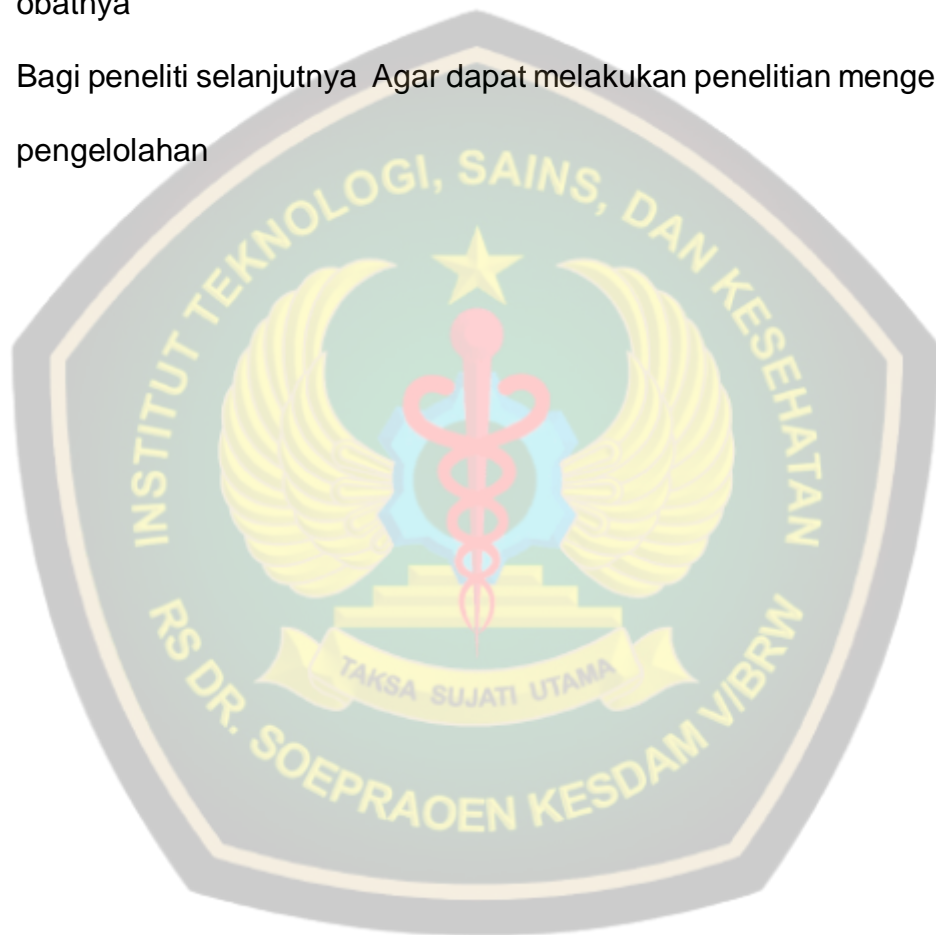 obatnya
Bagi peneliti selanjutnya Agar dapat melakukan penelitian menge
pengelolahan
INSTITUT TEKNOLOGI, SAINS, DAN KESEHATAN
TAKSA SUJATI UTAMA
RS DR. SOEPRAOEN KESDAM V/BRW